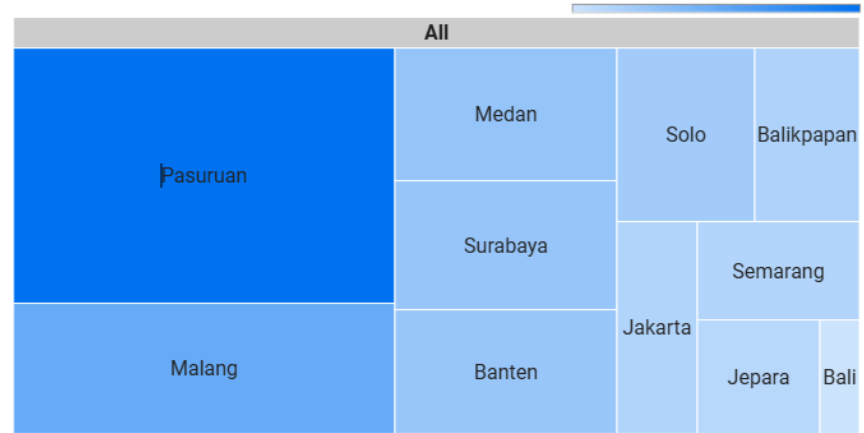 All
Pasuruan
Malang
Medan
Surabaya
Banten
Solo
Balikpapan
Jakarta
Semarang
Jepara
Bali